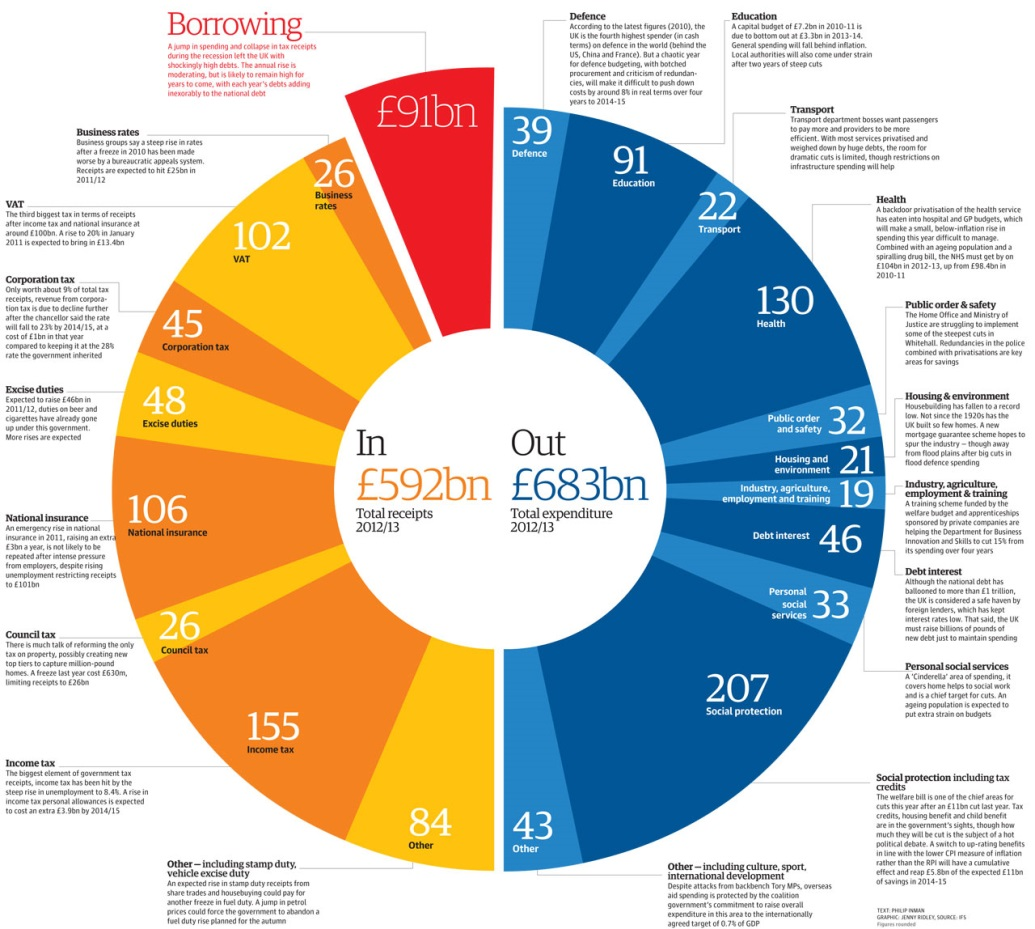 Borrowing
A jump in spending and collapse in tax receipts
during the recession left the UK with
shockingly high debts. The annual rise is
moderating, but is likely to remain high for
years to come, with each year's debts adding
inexorably to the national debt
£91bn
Business rates
Business groups say a steep rise in rates
after a freeze in 2010 has been made
worse by a bureaucratic appeals system.
Receipts are expected to hit £25bn in
2011/12
26
Business
rates
VAT
The third biggest tax in terms of receipts
after income tax and national insurance at
around £100bn. A rise to 20% in January
2011 is expected to bring in £13.4bn
102
VAT
Corporation tax
Only worth about 9% of total tax
receipts, revenue from corpora-
tion tax is due to decline further
after the chancellor said the rate
will fall to 23% by 2014/15, at a
cost of £1bn in that year
compared to keeping it at the 28%
rate the government inherited
45
Corporation tax
Excise duties
Expected to raise £46bn in
2011/12, duties on beer and
cigarettes have already gone
up under this government.
More rises are expected
48
Excise duties
National insurance
An emergency rise in national
insurance in 2011, raising an extra
£3bn a year, is not likely to be
repeated after intense pressure
from employers, despite rising
unemployment restricting receipts
to £101bn
106
National insurance
Council tax
There is much talk of reforming the only
tax on property, possibly creating new
top tiers to capture million-pound
homes. A freeze last year cost £630m,
limiting receipts to £26bn
26
Council tax
Income tax
The biggest element of government tax
receipts, income tax has been hit by the
steep rise in unemployment to 8.4%. A rise in
income tax personal allowances is expected
to cost an extra £3.9bn by 2014/15
155
Income tax
84
Other
Other – including stamp duty,
vehicle excise duty
An expected rise in stamp duty receipts from
share trades and housebuying could pay for
another freeze in fuel duty. A jump in petrol
prices could force the government to abandon a
fuel duty rise planned for the autumn
In
£592bn
Total receipts
2012/13
Out
£683bn
Total expenditure
2012/13
Defence
According to the latest figures (2010), the
UK is the fourth highest spender (in cash
terms) on defence in the world (behind the
US, China and France). But a chaotic year
for defence budgeting, with botched
procurement and criticism of redundan-
cies, will make it difficult to push down
costs by around 8% in real terms over four
years to 2014-15
39
Defence
Education
A capital budget of £7.2bn in 2010-11 is
due to bottom out at £3.3bn in 2013-14.
General spending will fall behind inflation.
Local authorities will also come under strain
after two years of steep cuts
91
Education
Transport
Transport department bosses want passengers
to pay more and providers to be more
efficient. With most services privatised and
weighed down by huge debts, the room for
dramatic cuts is limited, though restrictions on
infrastructure spending will help
22
Transport
Health
A backdoor privatisation of the health service
has eaten into hospital and GP budgets, which
will make a small, below-inflation rise in
spending this year difficult to manage.
Combined with an ageing population and a
spiralling drug bill, the NHS must get by on
£104bn in 2012-13, up from £98.4bn in
2010-11
130
Health
Public order & safety
The Home Office and Ministry of
Justice are struggling to implement
some of the steepest cuts in
Whitehall. Redundancies in the police
combined with privatisations are key
areas for savings
Public order
and safety
32
Housing & environment
Housebuilding has fallen to a record
low. Not since the 1920s has the
UK built so few homes. A new
mortgage guarantee scheme hopes to
spur the industry – though away
from flood plains after big cuts in
flood defence spending
Housing and
environment
21
Industry, agriculture,
employment & training
A training scheme funded by the
welfare budget and apprenticeships
sponsored by private companies are
helping the Department for Business
Innovation and Skills to cut 15% from
its spending over four years
Industry, agriculture,
employment and training
19
Debt interest
Although the national debt has
ballooned to more than £1 trillion,
the UK is considered a safe haven by
foreign lenders, which has kept
interest rates low. That said, the UK
must raise billions of pounds of
new debt just to maintain spending
Debt interest
46
Personal social services
A 'Cinderella' area of spending, it
covers home helps to social work
and is a chief target for cuts. An
ageing population is expected to
put extra strain on budgets
Personal
social
services
33
207
Social protection
Social protection including tax
credits
The welfare bill is one of the chief areas for
cuts this year after an £11bn cut last year. Tax
credits, housing benefit and child benefit
are in the government's sights, though how
much they will be cut is the subject of a hot
political debate. A switch to up-rating benefits
in line with the lower CPI measure of inflation
rather than the RPI will have a cumulative
effect and reap £5.8bn of the expected £11bn
of savings in 2014-15
43
Other
Other – including culture, sport,
international development
Despite attacks from backbench Tory MPs, overseas
aid spending is protected by the coalition
government's commitment to raise overall
expenditure in this area to the internationally
agreed target of 0.7% of GDP
TEXT: PHILIP INMAN
GRAPHIC: JENNY RIDLEY, SOURCE: IFS
Figures rounded